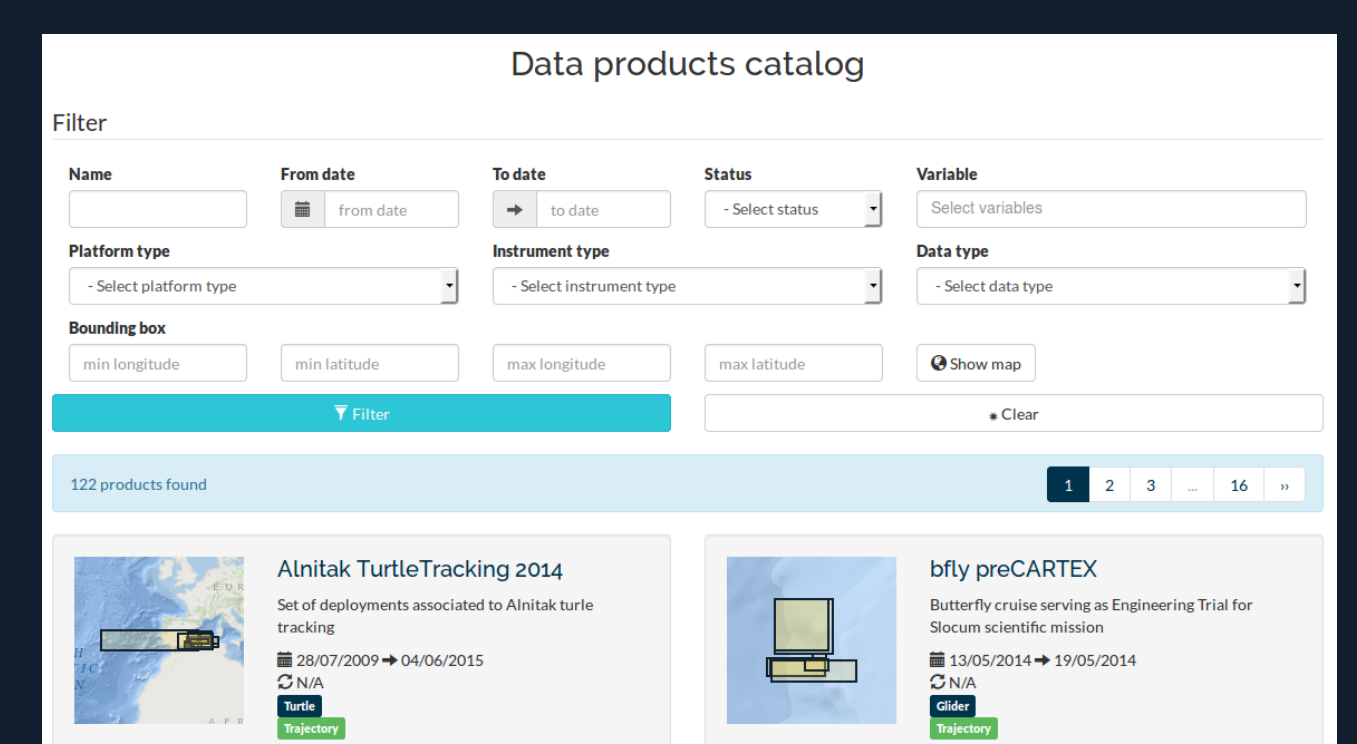 Data products catalog
Filter
Name From date To date Status Variable
from date to date - Select status Select variables
Platform type Instrument type Data type
- Select platform type - Select instrument type - Select data type
Bounding box
min longitude min latitude max longitude max latitude Show map
Filter Clear
122 products found 1 2 3 ... 16 ››
Alnitak TurtleTracking 2014
Set of deployments associated to Alnitak turle
tracking
28/07/2009 → 04/06/2015
N/A
Turtle
Trajectory
E U R
H
T I C
N
A F R
bfly preCARTEX
Butterfly cruise serving as Engineering Trial for
Slocum scientific mission
13/05/2014 → 19/05/2014
N/A
Glider
Trajectory